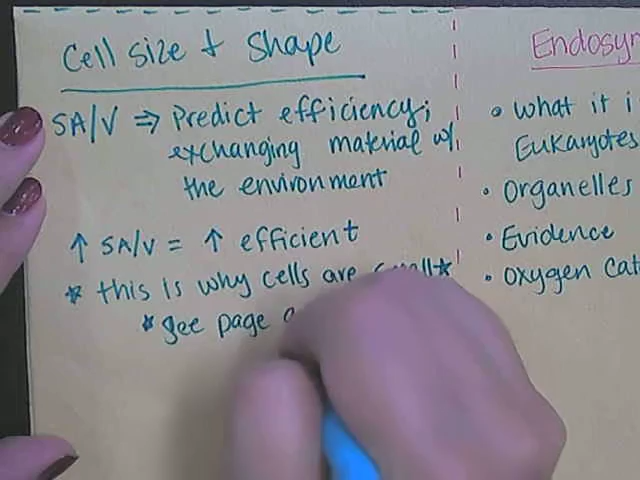 Cell size + shape
SA/V ⇒ Predict efficiency;
exchanging material w/
the environment
↑ SA/V = ↑ efficient
* this is why cells are small*
*see page
Endosym
• what it i
Eukaryotes
• Organelles
• Evidence
• Oxygen Cat